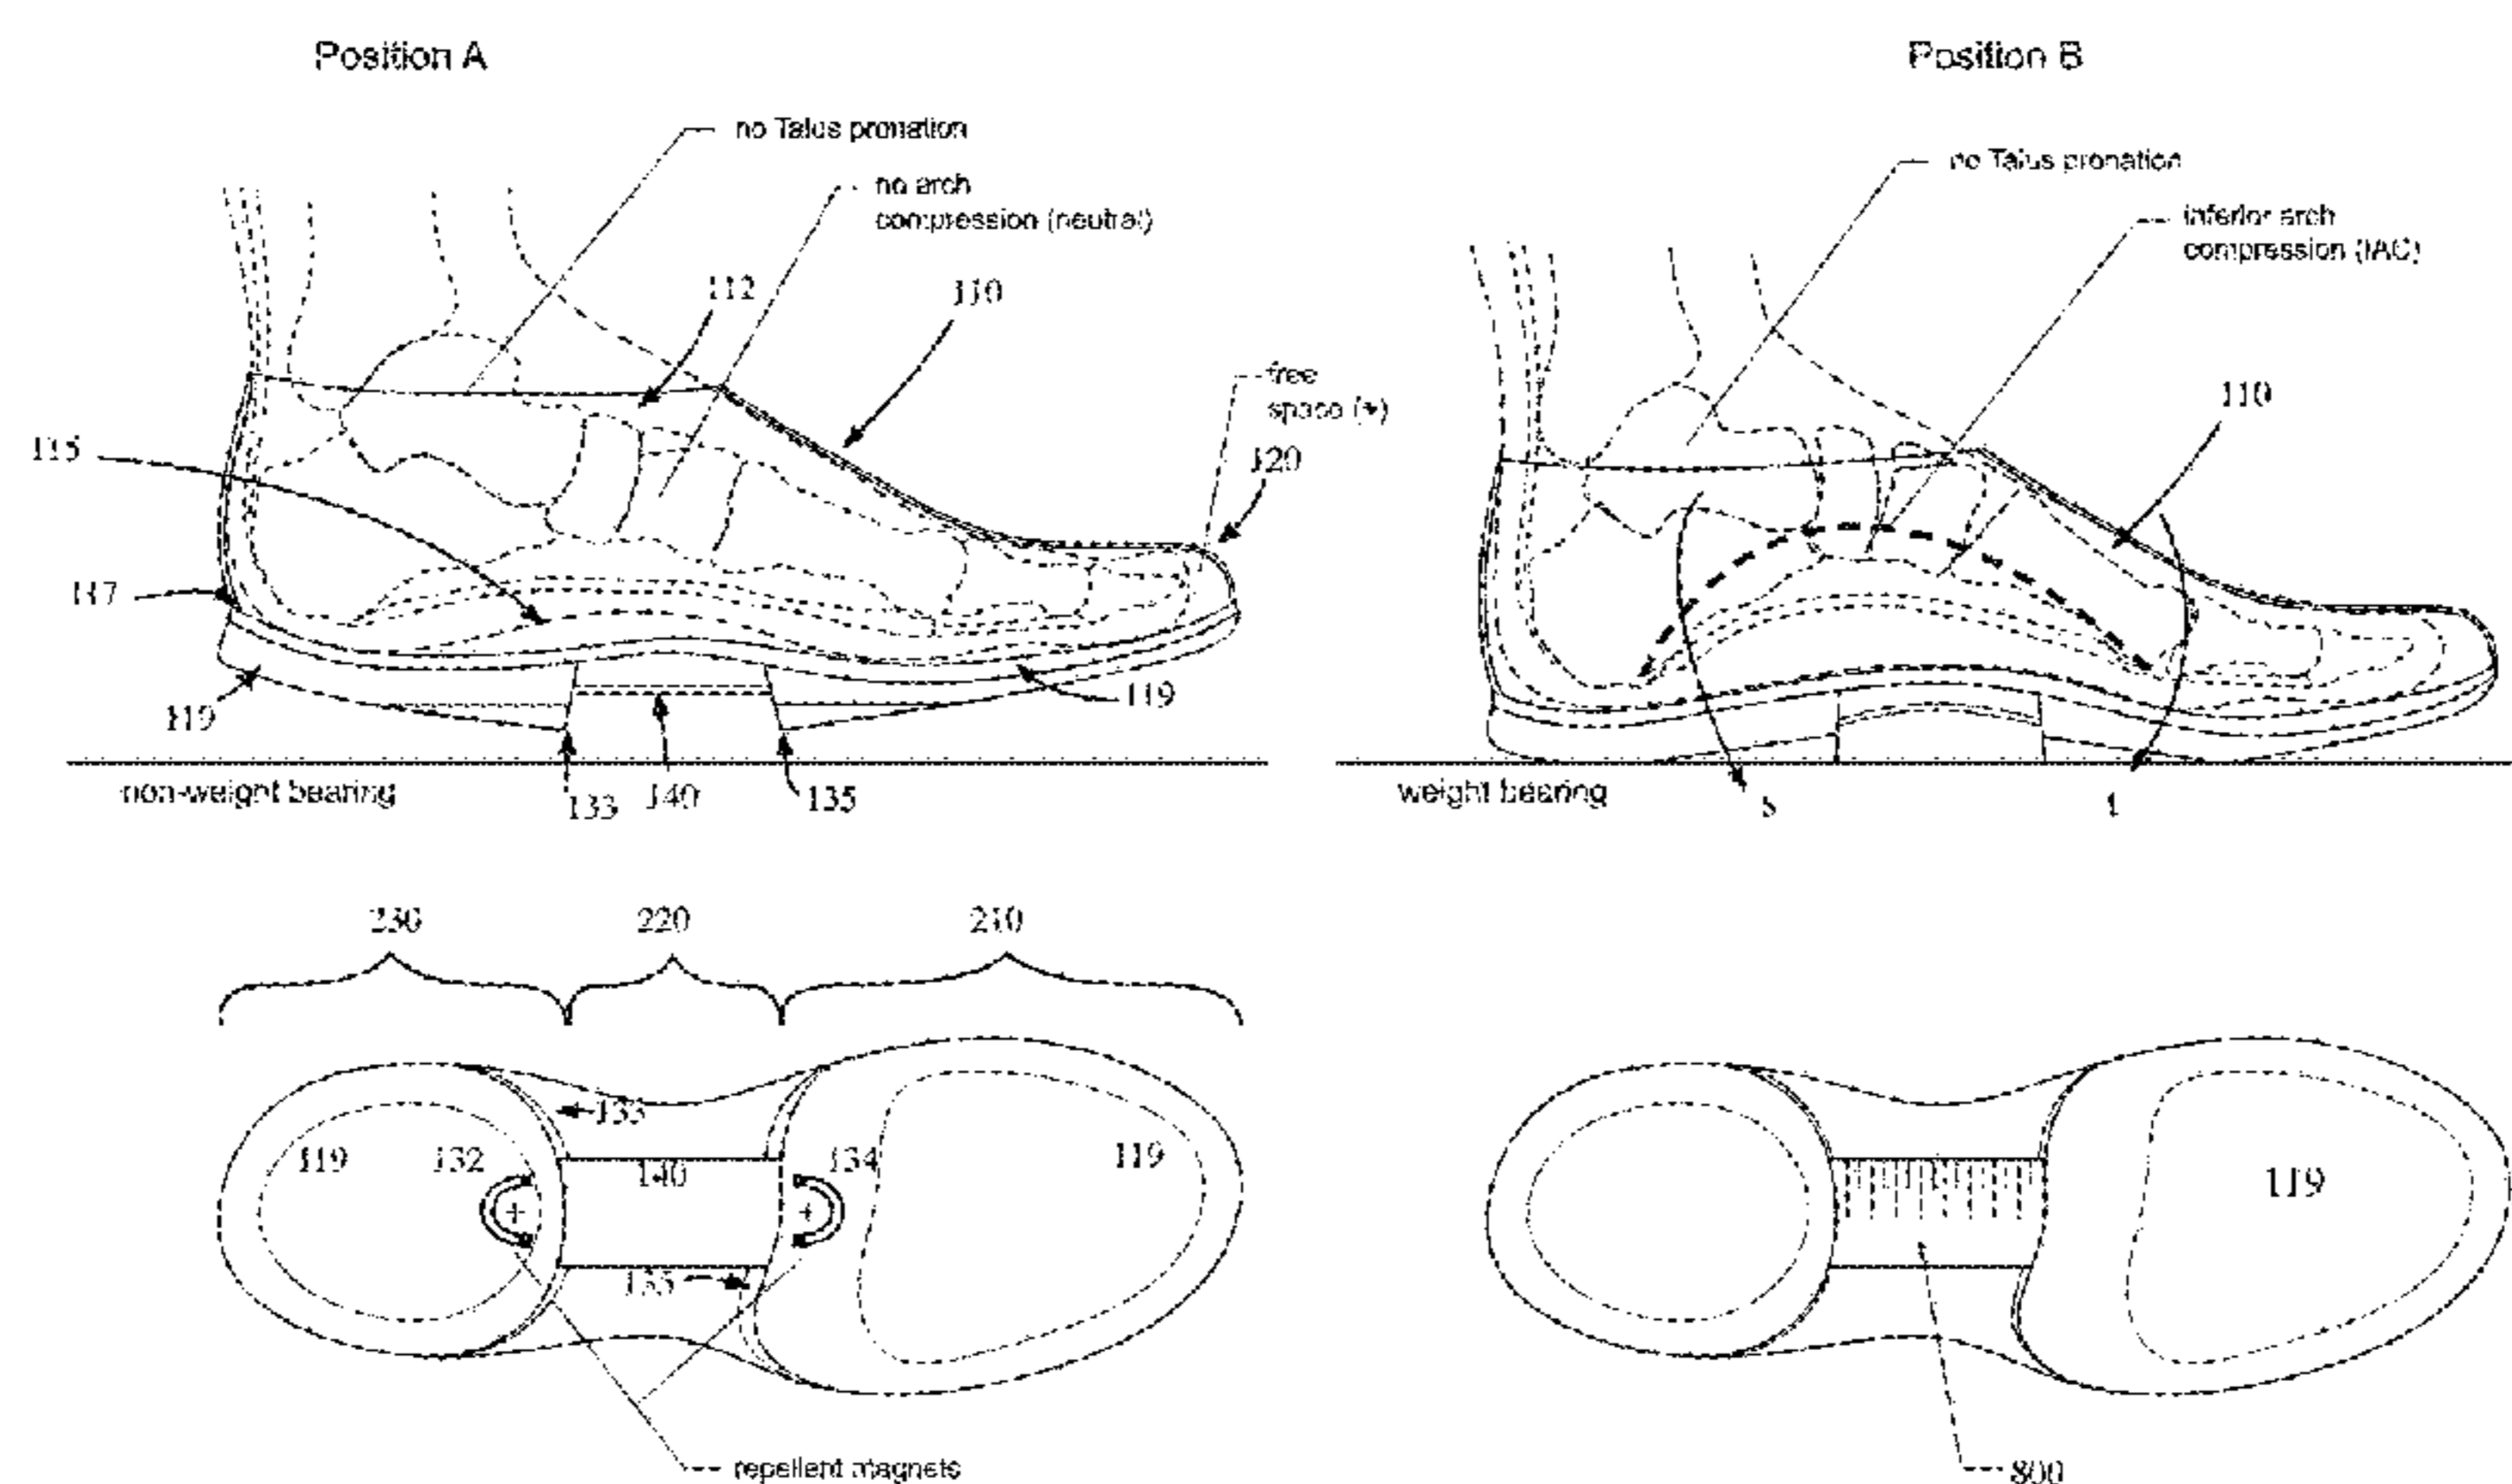 Position A
Position B
no Talus pronation
no arch
compression (neutral)
112
110
free
space (*)
120
115
117
119
119
non-weight bearing
133
140
135
no Talus pronation
inferior arch
compression (IAC)
110
weight bearing
230
220
210
133
119
132
140
134
119
135
repellent magnets
119
800